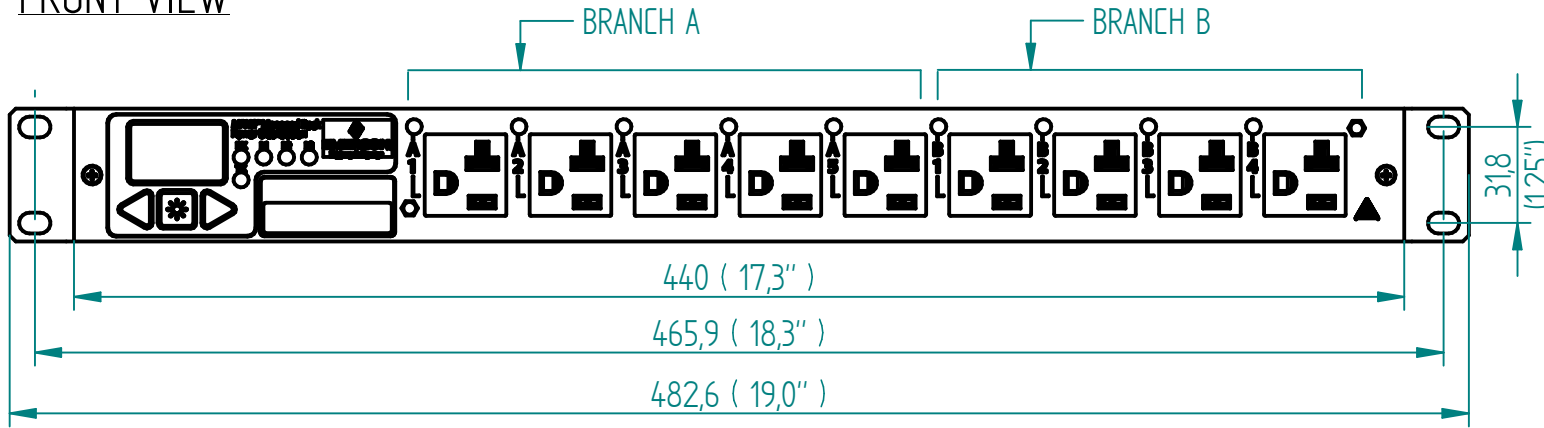 FRONT VIEW
BRANCH A
BRANCH B
A1
A2
A3
A4
A5
B1
B2
B3
B4
31,8
(1.25")
440 ( 17,3" )
465,9 ( 18,3" )
482,6 ( 19,0" )